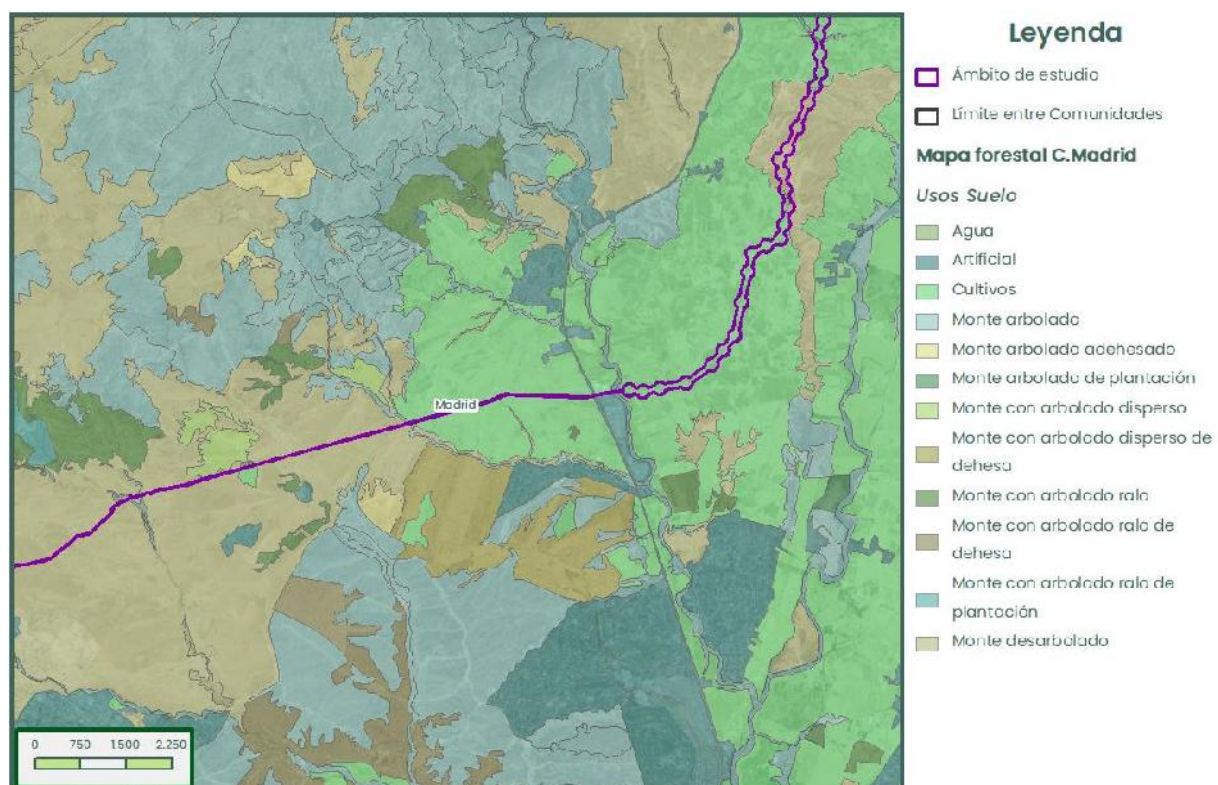 Leyenda
Ámbito de estudio
Límite entre Comunidades
Mapa forestal C.Madrid
Usos Suelo
Agua
Artificial
Cultivos
Monte arbolado
Monte arbolado adehesado
Monte arbolado de plantación
Monte con arbolado disperso
Monte con arbolado disperso de
dehesa
Monte con arbolado ralo
Monte con arbolado ralo de
dehesa
Monte con arbolado ralo de
plantación
Monte desarbolado
Madrid
0 750 1.500 2.250